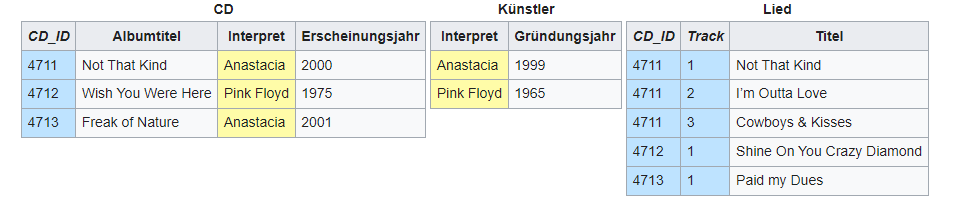 CD Künstler Lied
CD_ID Albumtitel Interpret Erscheinungsjahr Interpret Gründungsjahr CD_ID Track Titel
4711 Not That Kind Anastacia 2000 Anastacia 1999 4711 1 Not That Kind
4712 Wish You Were Here Pink Floyd 1975 Pink Floyd 1965 4711 2 I’m Outta Love
4713 Freak of Nature Anastacia 2001 4711 3 Cowboys & Kisses
4712 1 Shine On You Crazy Diamond
4713 1 Paid my Dues